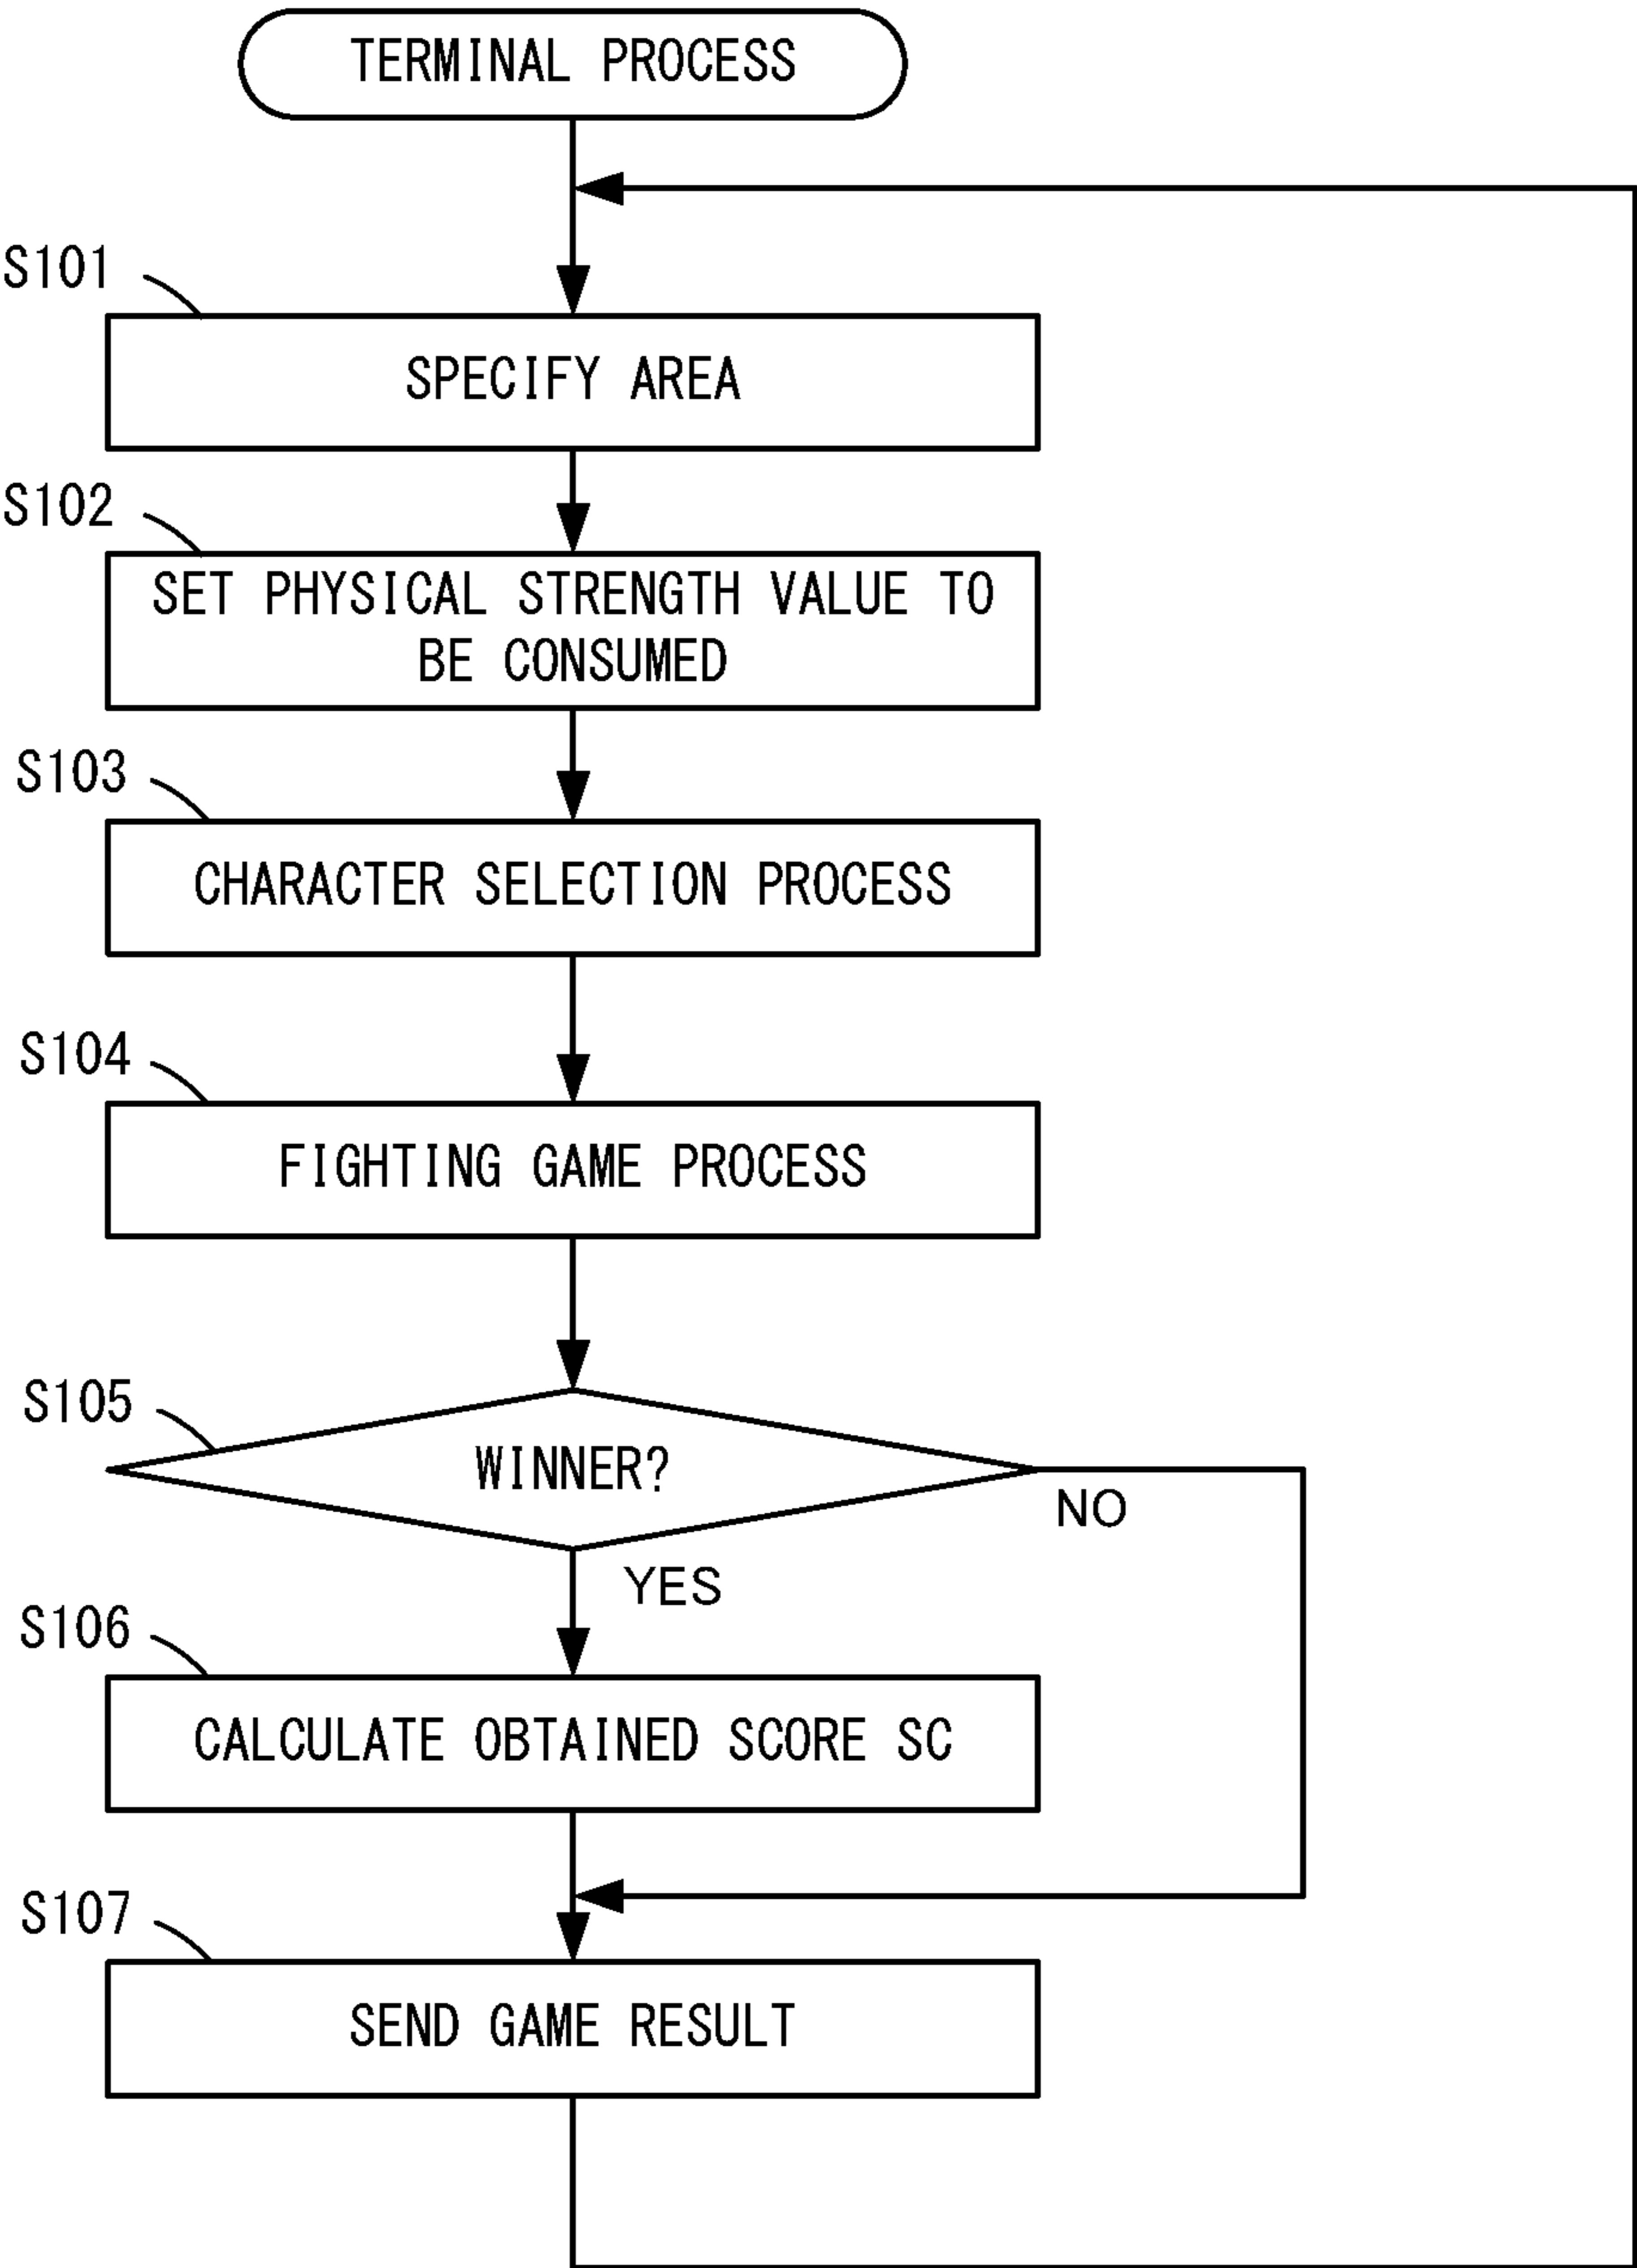 TERMINAL PROCESS
S101
SPECIFY AREA
S102
SET PHYSICAL STRENGTH VALUE TO
BE CONSUMED
S103
CHARACTER SELECTION PROCESS
S104
FIGHTING GAME PROCESS
S105
WINNER?
NO
YES
S106
CALCULATE OBTAINED SCORE SC
S107
SEND GAME RESULT